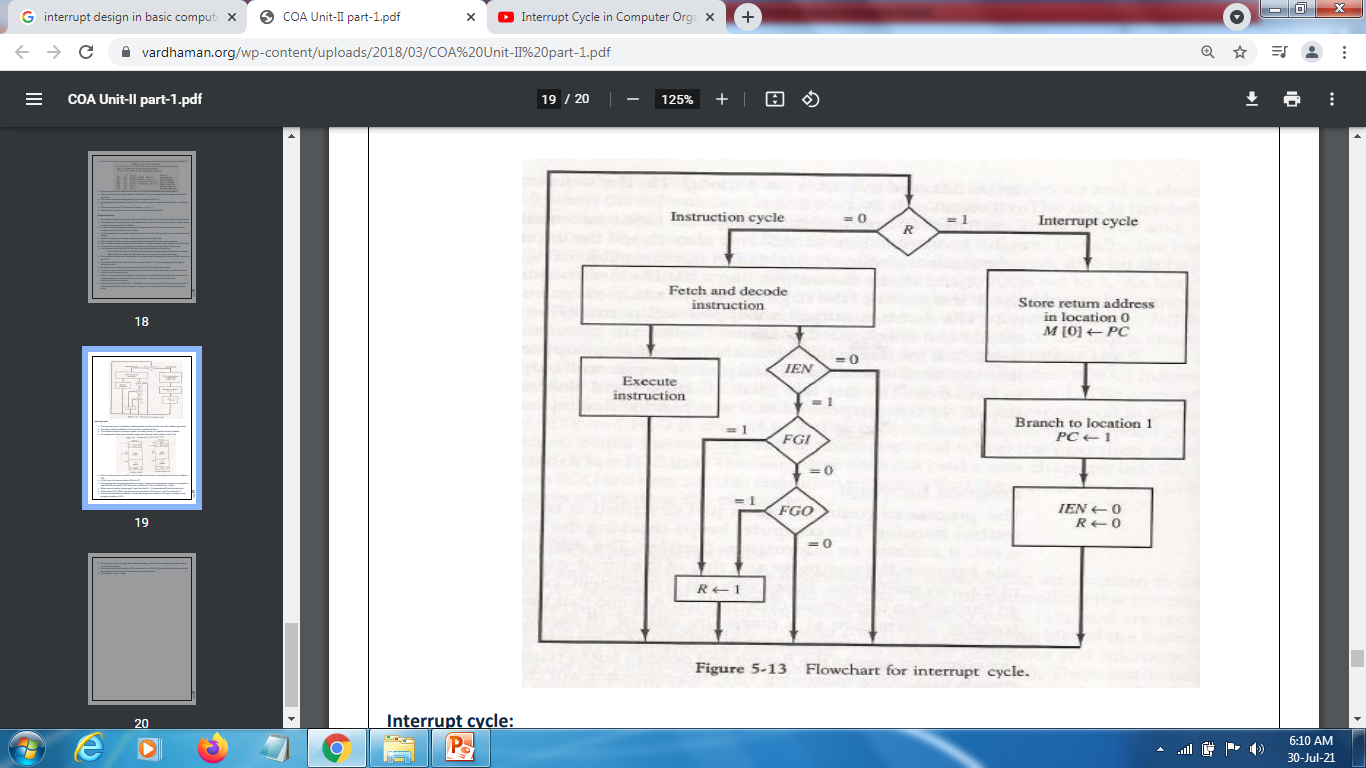 interrupt design in basic comput
COA Unit-II part-1.pdf
Interrupt Cycle in Computer Orga
vardhaman.org/wp-content/uploads/2018/03/COA%20Unit-II%20part-1.pdf
COA Unit-II part-1.pdf
19 / 20
125%
18
19
20
Instruction cycle
= 0
R
= 1
Interrupt cycle
Fetch and decode
instruction
Store return address
in location 0
M [0] ← PC
Execute
instruction
IEN
= 0
= 1
Branch to location 1
PC ← 1
= 1
FGI
= 0
= 1
FGO
= 0
IEN ← 0
R ← 0
R ← 1
Figure 5-13 Flowchart for interrupt cycle.
Interrupt cycle:
6:10 AM
30-Jul-21